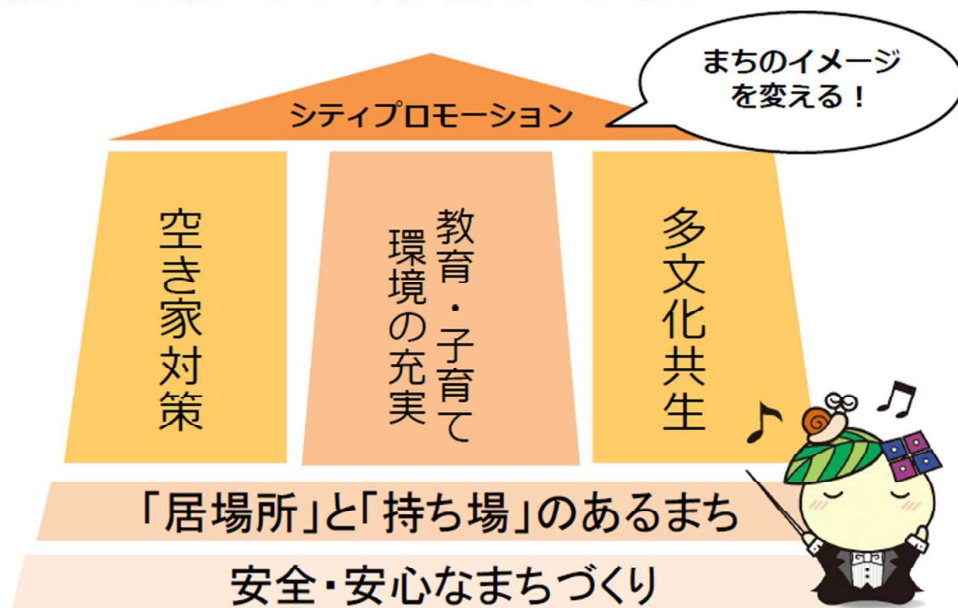 まちのイメージ
を変える！
シティプロモーション
空き家対策
教育・子育て
環境の充実
多文化共生
「居場所」と「持ち場」のあるまち
安全・安心なまちづくり